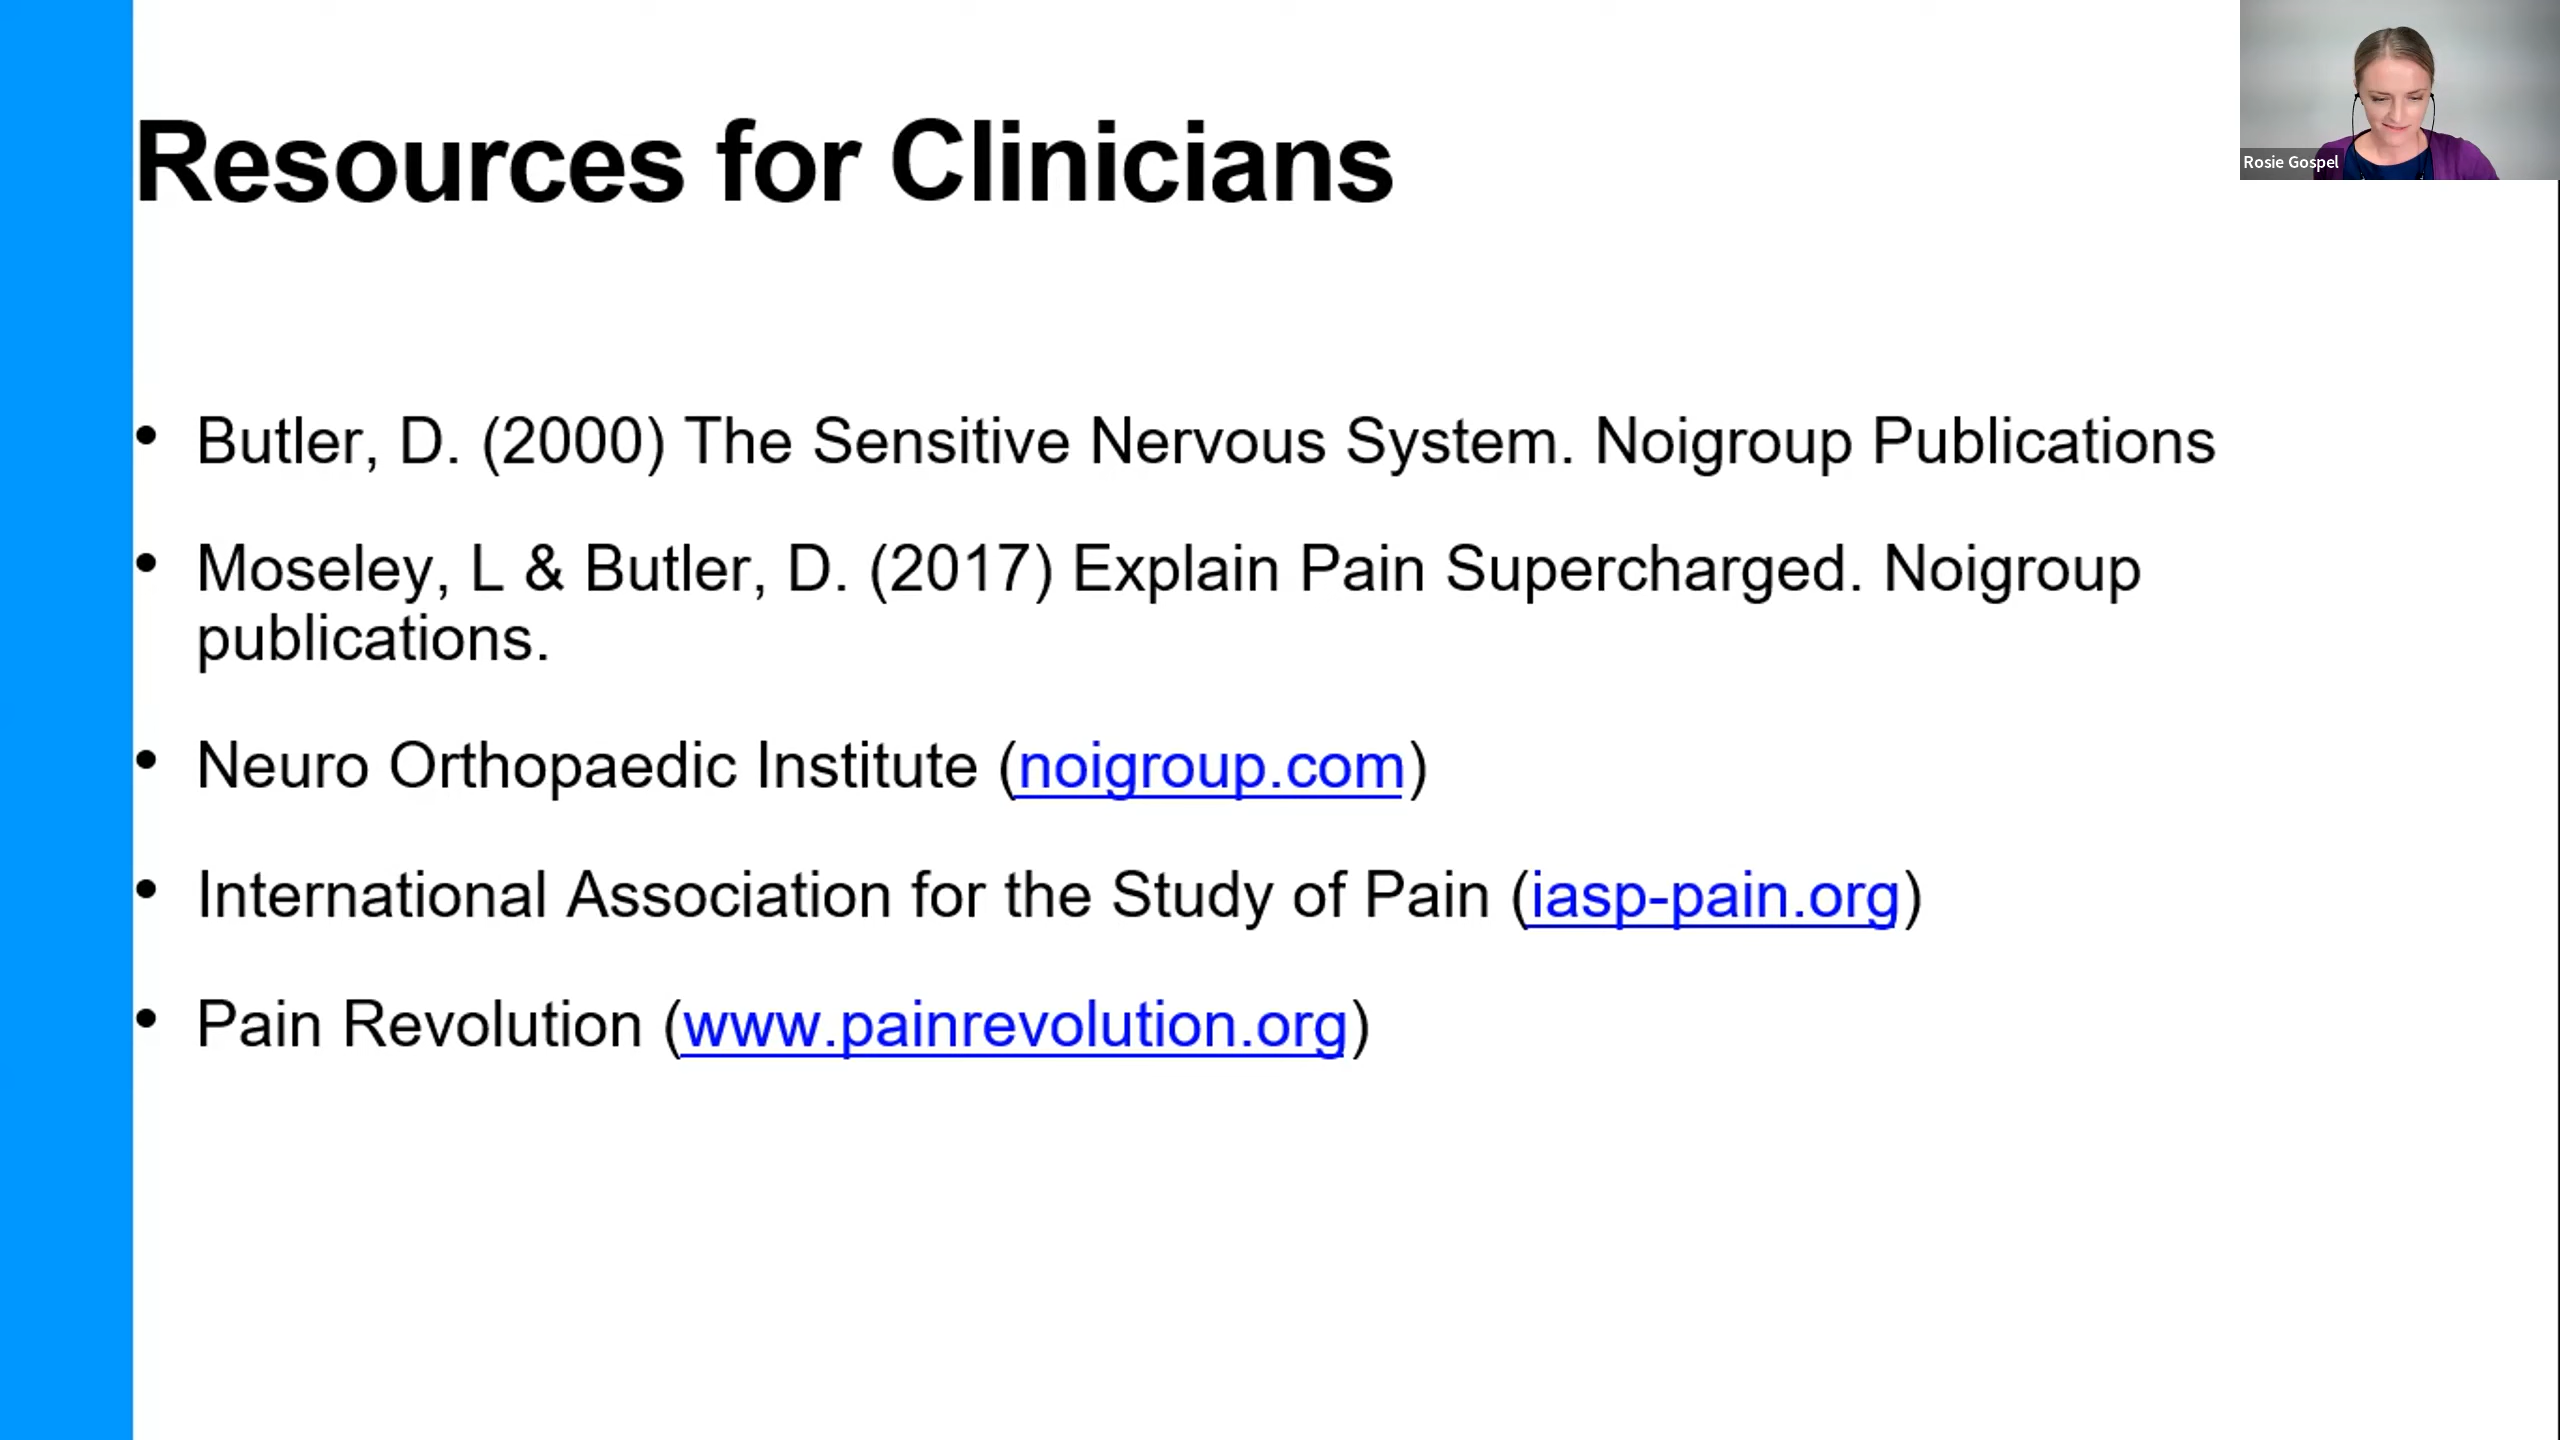 Resources for Clinicians
Rosie Gospel
• Butler, D. (2000) The Sensitive Nervous System. Noigroup Publications
• Moseley, L & Butler, D. (2017) Explain Pain Supercharged. Noigroup
publications.
• Neuro Orthopaedic Institute (noigroup.com)
• International Association for the Study of Pain (iasp-pain.org)
• Pain Revolution (www.painrevolution.org)